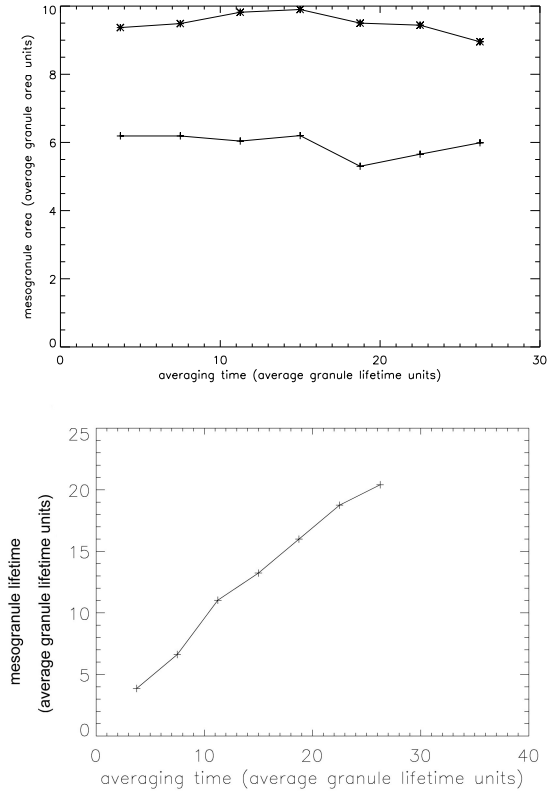 10
8
6
4
2
0
mesogranule area (average granule area units)
0 10 20 30
averaging time (average granule lifetime units)
25
20
15
10
5
0
mesogranule lifetime
(average granule lifetime units)
0 10 20 30 40
averaging time (average granule lifetime units)